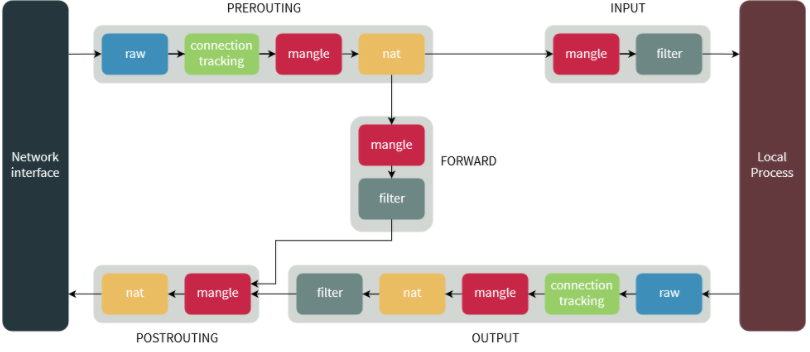 PREROUTING
INPUT
raw
connection
tracking
mangle
nat
mangle
filter
Network
interface
mangle
filter
FORWARD
Local
Process
nat
mangle
filter
nat
mangle
connection
tracking
raw
POSTROUTING
OUTPUT